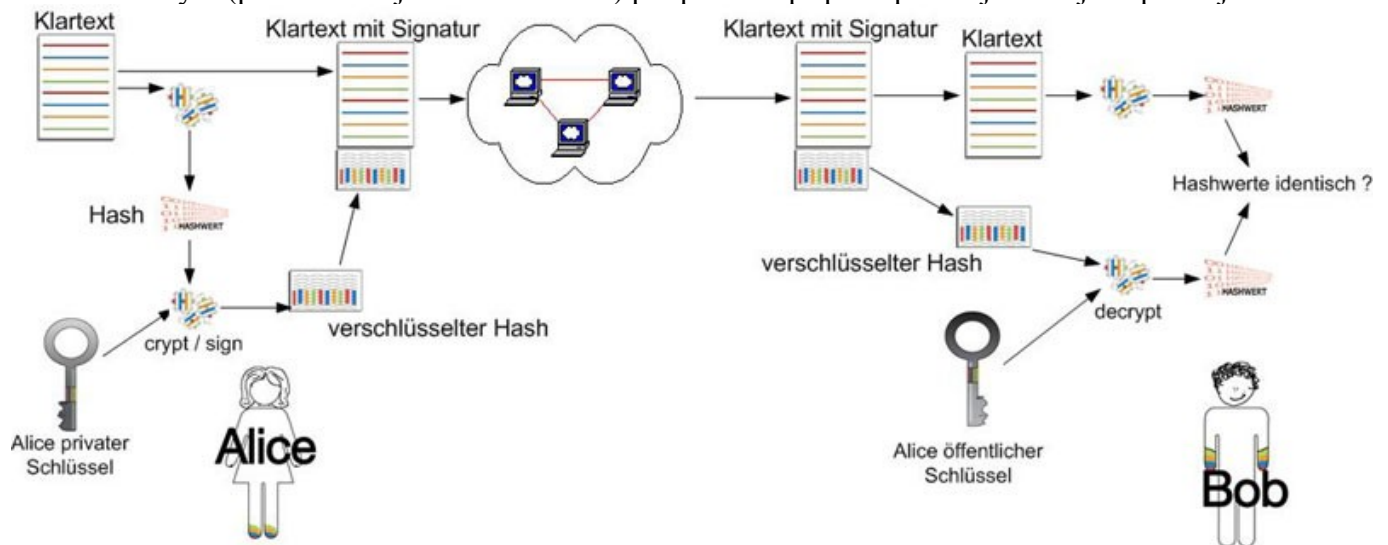 Klartext
Klartext mit Signatur
Hash
HASHWERT
crypt / sign
verschlüsselter Hash
Alice privater
Schlüssel
Alice
Klartext mit Signatur
Klartext
HASHWERT
Hashwerte identisch ?
verschlüsselter Hash
decrypt
HASHWERT
Alice öffentlicher
Schlüssel
Bob